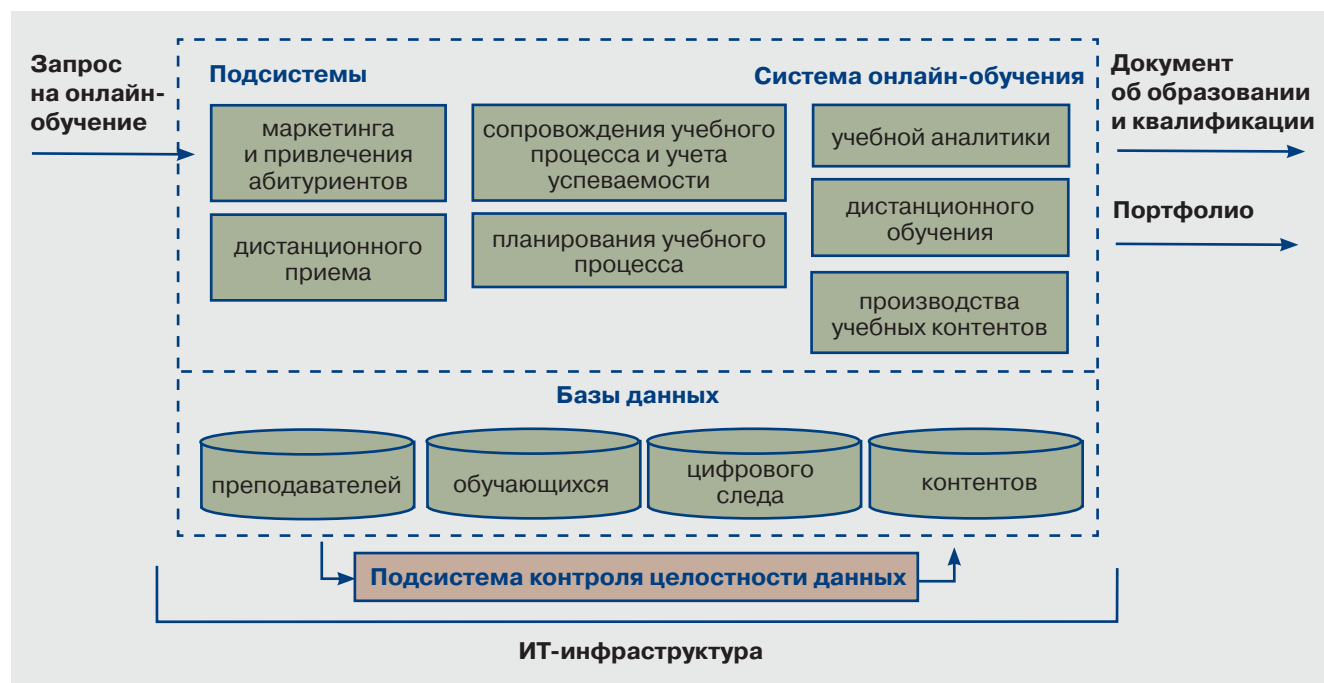 Запрос
на онлайн-
обучение
Подсистемы
Система онлайн-обучения
маркетинга
и привлечения
абитуриентов
дистанционного
приема
сопровождения учебного
процесса и учета
успеваемости
планирования учебного
процесса
учебной аналитики
дистанционного
обучения
производства
учебных контентов
Документ
об образовании
и квалификации
Портфолио
Базы данных
преподавателей
обучающихся
цифрового
следа
контентов
Подсистема контроля целостности данных
ИТ-инфраструктура